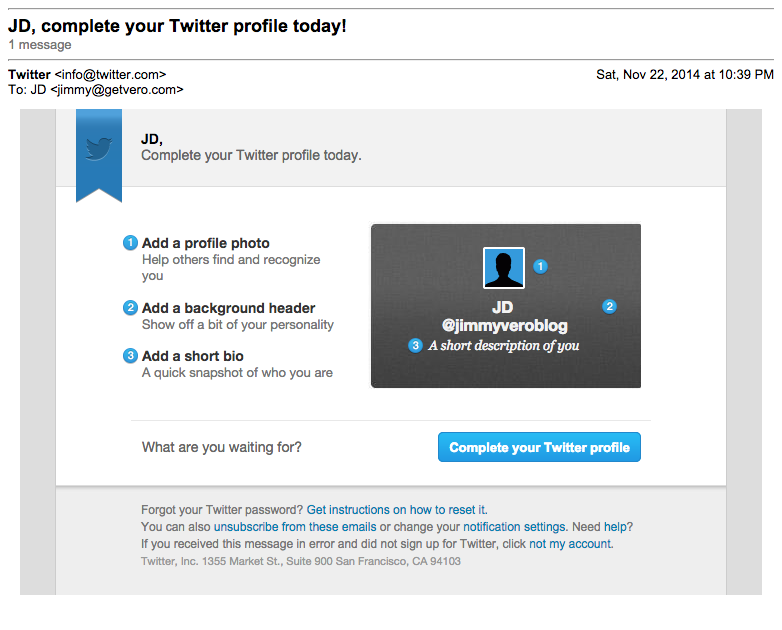 JD, complete your Twitter profile today!
1 message
Twitter <info@twitter.com>
Sat, Nov 22, 2014 at 10:39 PM
To: JD <jimmy@getvero.com>
JD,
Complete your Twitter profile today.
1 Add a profile photo
Help others find and recognize
you
2 Add a background header
Show off a bit of your personality
3 Add a short bio
A quick snapshot of who you are
1
2
JD
@jimmyveroblog
3 A short description of you
What are you waiting for?
Complete your Twitter profile
Forgot your Twitter password? Get instructions on how to reset it.
You can also unsubscribe from these emails or change your notification settings. Need help?
If you received this message in error and did not sign up for Twitter, click not my account.
Twitter, Inc. 1355 Market St., Suite 900 San Francisco, CA 94103